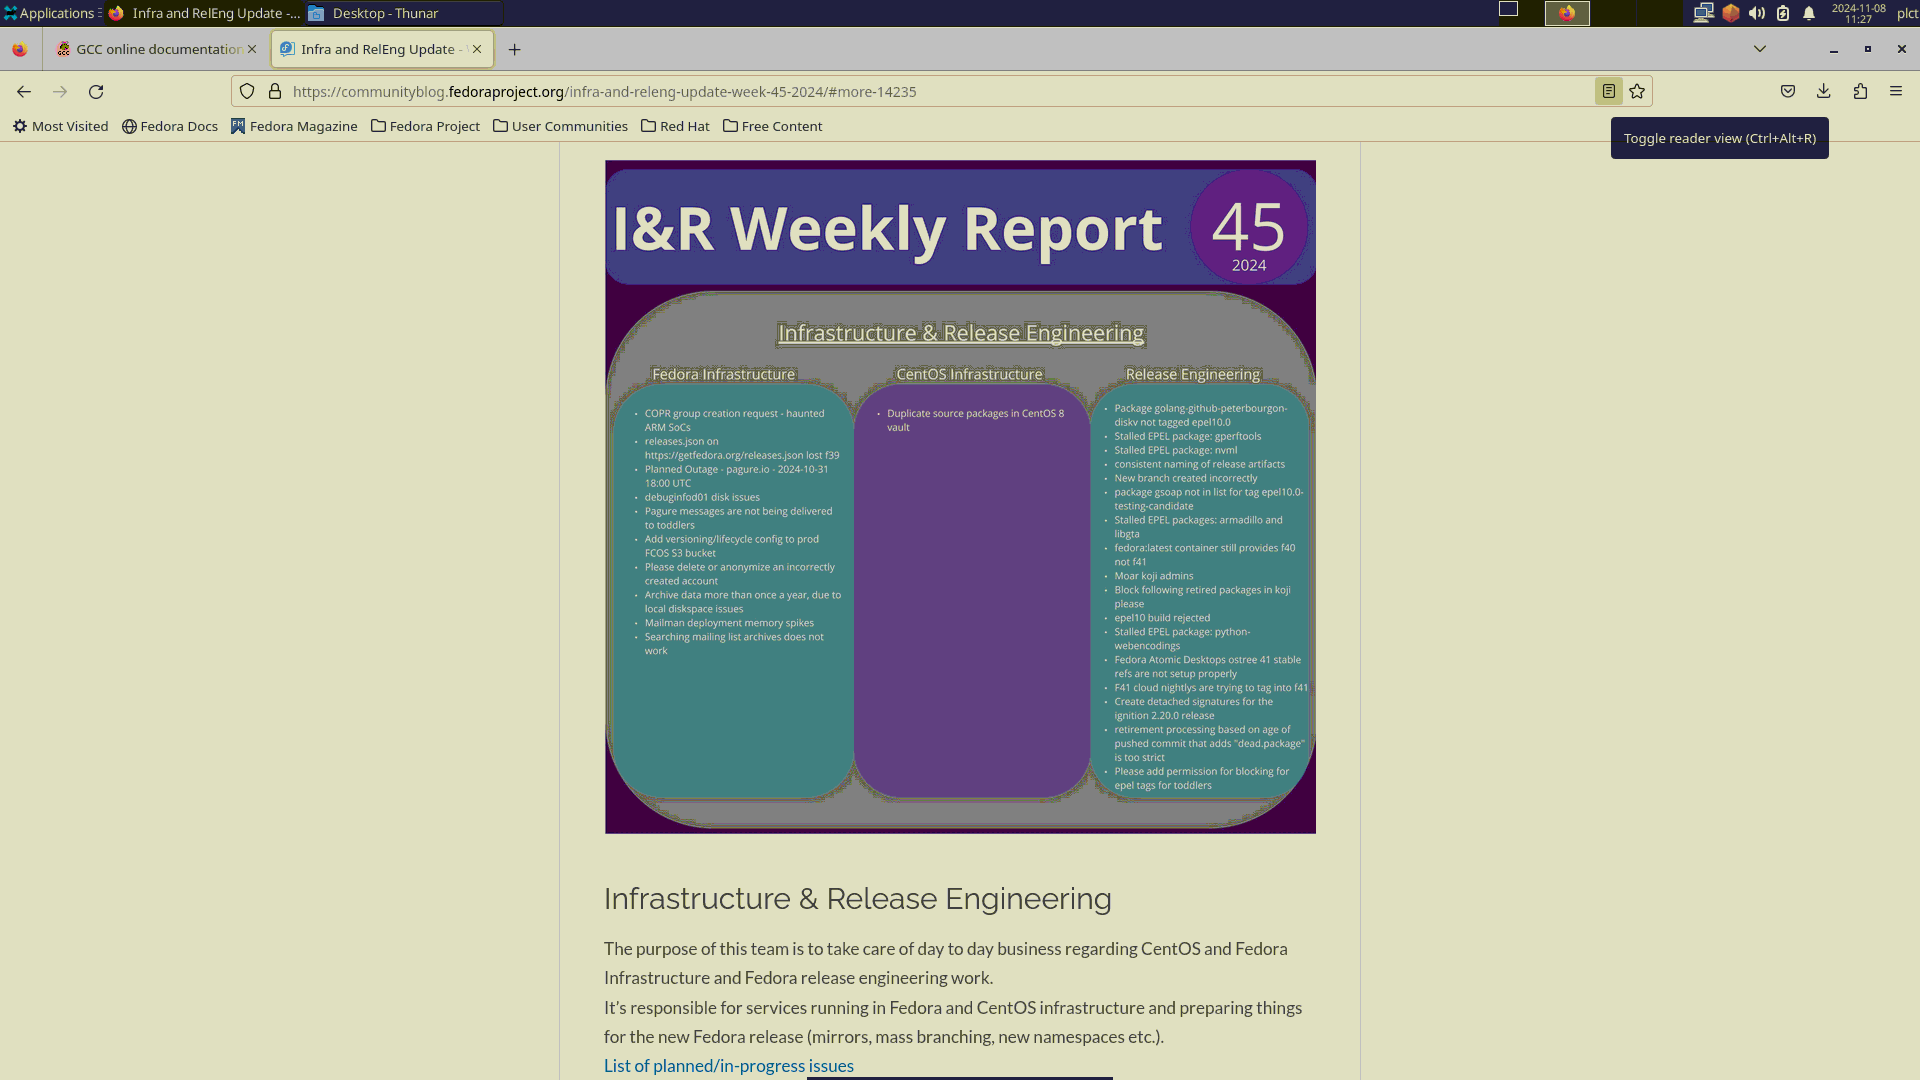 Applications
Infra and RelEng Update -...
Desktop - Thunar
2024-11-08
11:27
plct
GCC online documentation
Infra and RelEng Update -
https://communityblog.fedoraproject.org/infra-and-releng-update-week-45-2024/#more-14235
Most Visited
Fedora Docs
Fedora Magazine
Fedora Project
User Communities
Red Hat
Free Content
Toggle reader view (Ctrl+Alt+R)
I&R Weekly Report
45
2024
Infrastructure & Release Engineering
Fedora Infrastructure
• COPR group creation request - haunted
ARM SoCs
• releases.json on
https://getfedora.org/releases.json lost f39
• Planned Outage - pagure.io - 2024-10-31
18:00 UTC
• debuginfod01 disk issues
• Pagure messages are not being delivered
to toddlers
• Add versioning/lifecycle config to prod
FCOS S3 bucket
• Please delete or anonymize an incorrectly
created account
• Archive data more than once a year, due to
local diskspace issues
• Mailman deployment memory spikes
• Searching mailing list archives does not
work
CentOS Infrastructure
• Duplicate source packages in CentOS 8
vault
Release Engineering
• Package golang-github-peterbourgon-
diskv not tagged epel10.0
• Stalled EPEL package: gperftools
• Stalled EPEL package: nvml
• consistent naming of release artifacts
• New branch created incorrectly
• package gsoap not in list for tag epel10.0-
testing-candidate
• Stalled EPEL packages: armadillo and
libgta
• fedora:latest container still provides f40
not f41
• Moar koji admins
• Block following retired packages in koji
please
• epel10 build rejected
• Stalled EPEL package: python-
webencodings
• Fedora Atomic Desktops ostree 41 stable
refs are not setup properly
• F41 cloud nightlys are trying to tag into f41
• Create detached signatures for the
ignition 2.20.0 release
• retirement processing based on age of
pushed commit that adds "dead.package"
is too strict
• Please add permission for blocking for
epel tags for toddlers
Infrastructure & Release Engineering
The purpose of this team is to take care of day to day business regarding CentOS and Fedora
Infrastructure and Fedora release engineering work.
It's responsible for services running in Fedora and CentOS infrastructure and preparing things
for the new Fedora release (mirrors, mass branching, new namespaces etc.).
List of planned/in-progress issues